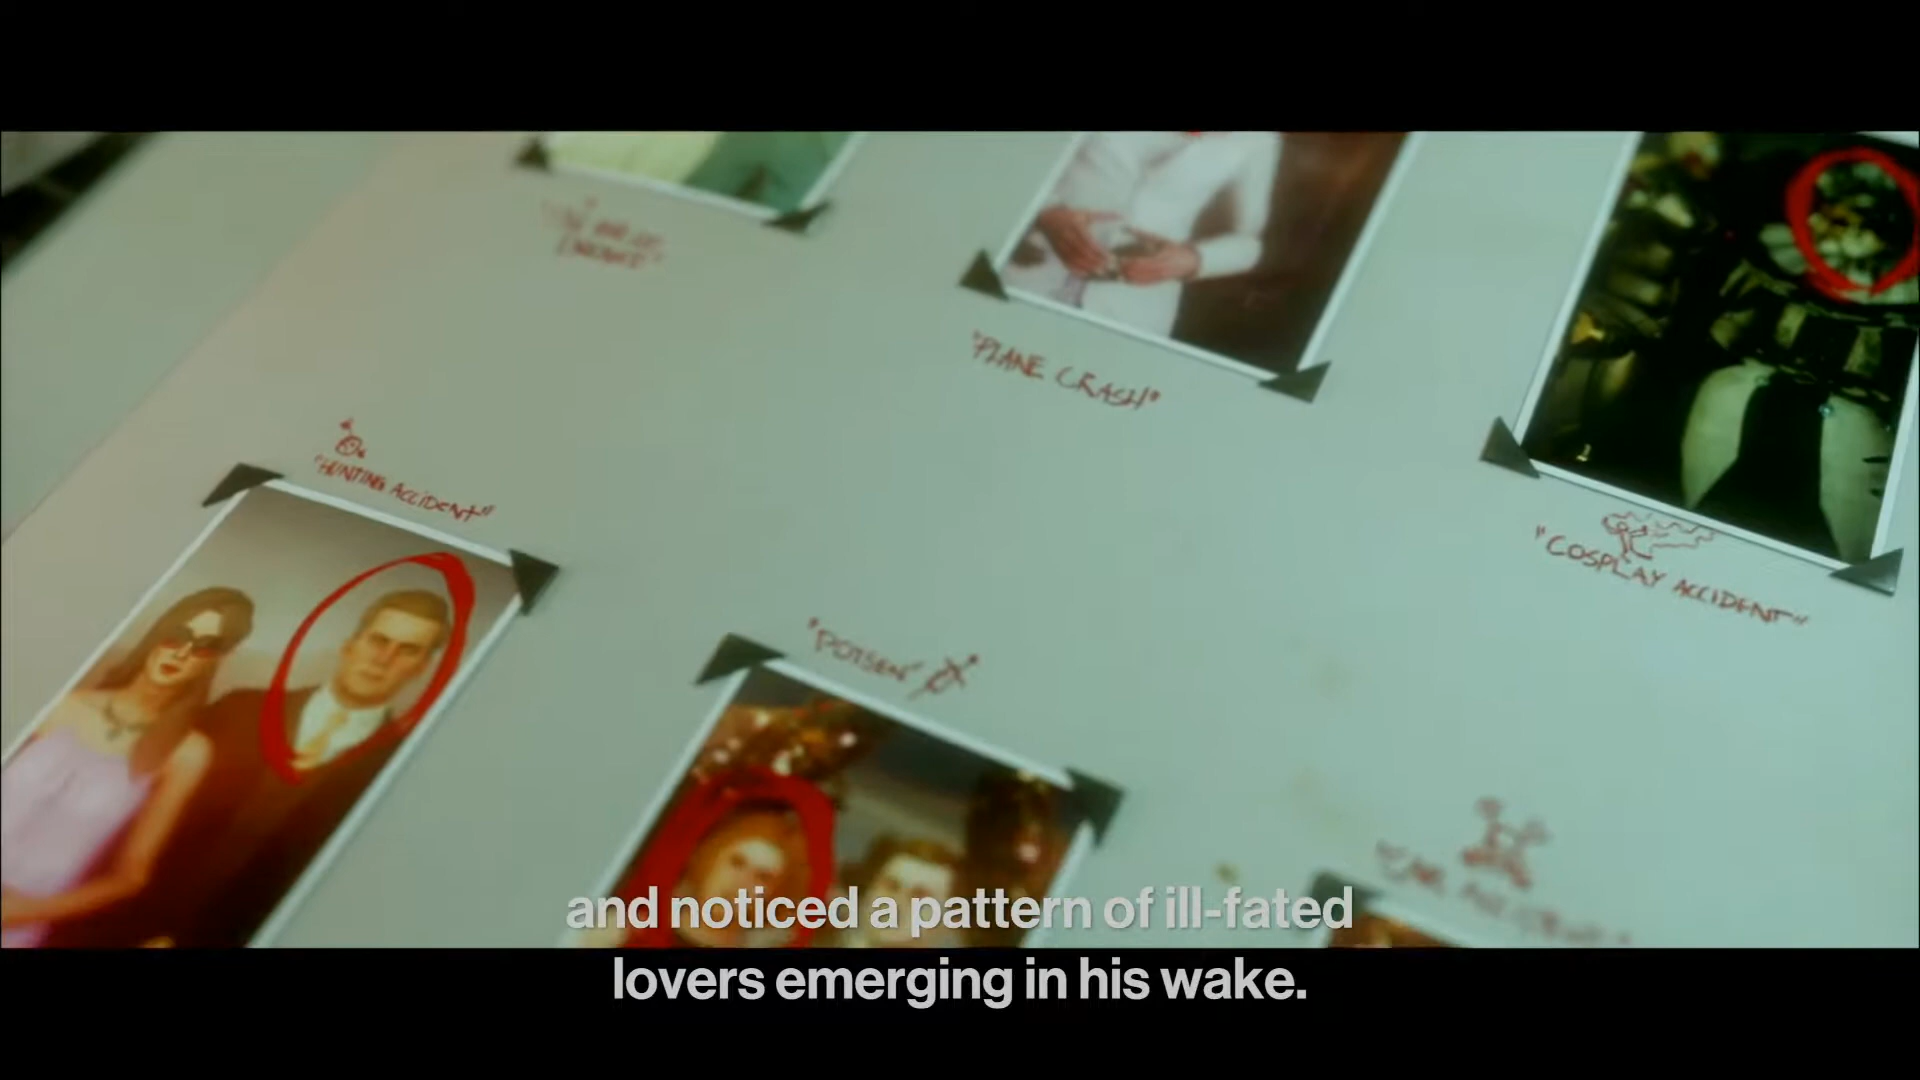 "PLANE CRASH"
"HUNTING ACCIDENT"
"COSPLAY ACCIDENT"
"POISON"
and noticed a pattern of ill-fated
lovers emerging in his wake.